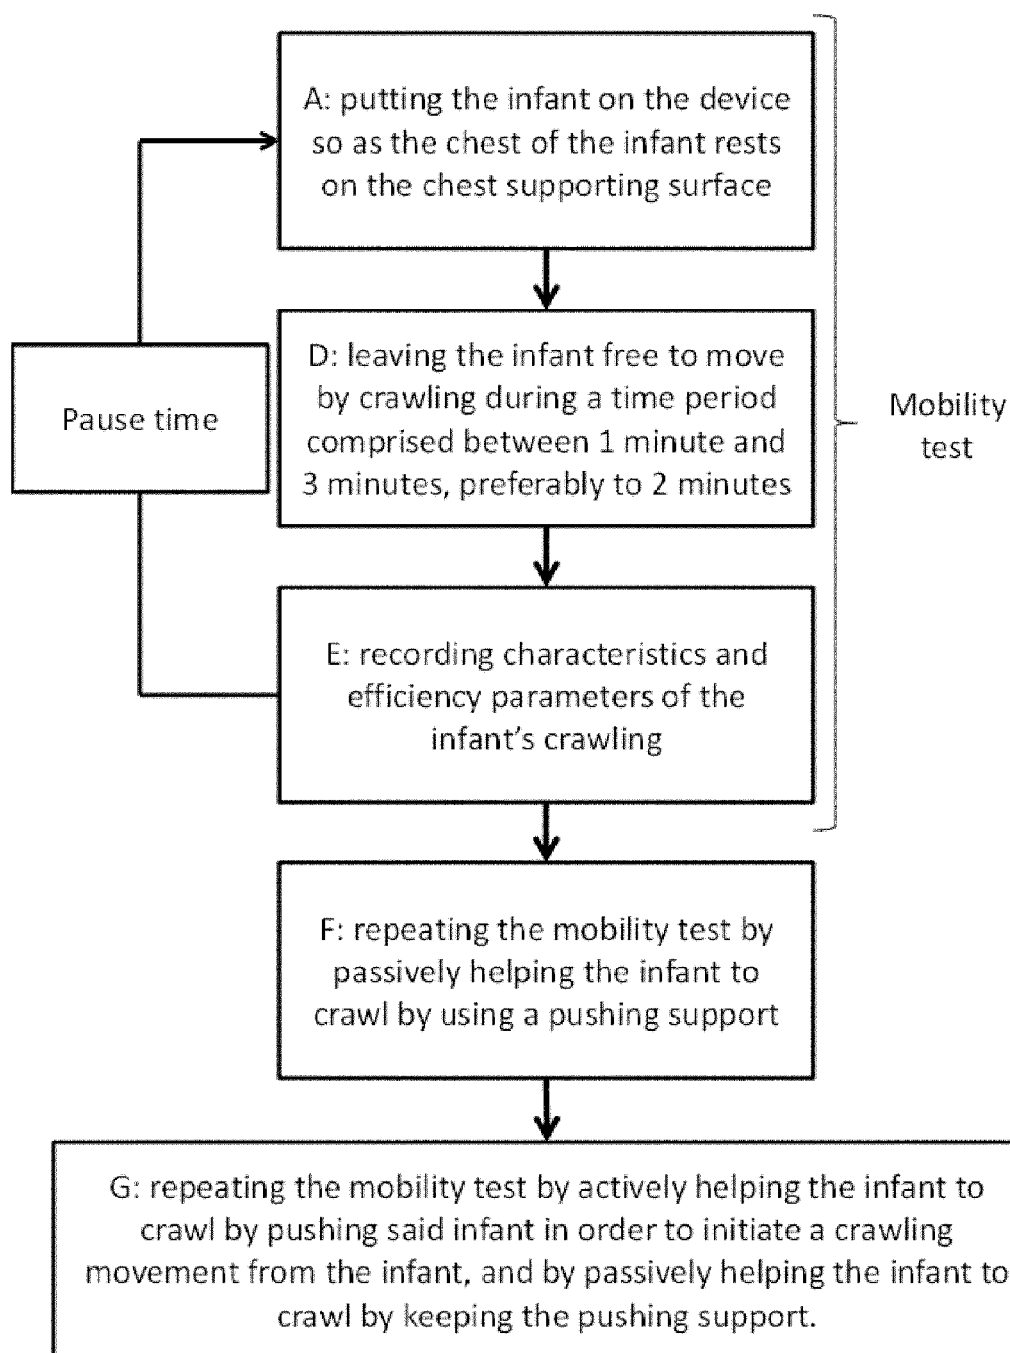 A: putting the infant on the device
so as the chest of the infant rests
on the chest supporting surface
D: leaving the infant free to move
by crawling during a time period
comprised between 1 minute and
3 minutes, preferably to 2 minutes
Pause time
Mobility
test
E: recording characteristics and
efficiency parameters of the
infant's crawling
F: repeating the mobility test by
passively helping the infant to
crawl by using a pushing support
G: repeating the mobility test by actively helping the infant to
crawl by pushing said infant in order to initiate a crawling
movement from the infant, and by passively helping the infant to
crawl by keeping the pushing support.